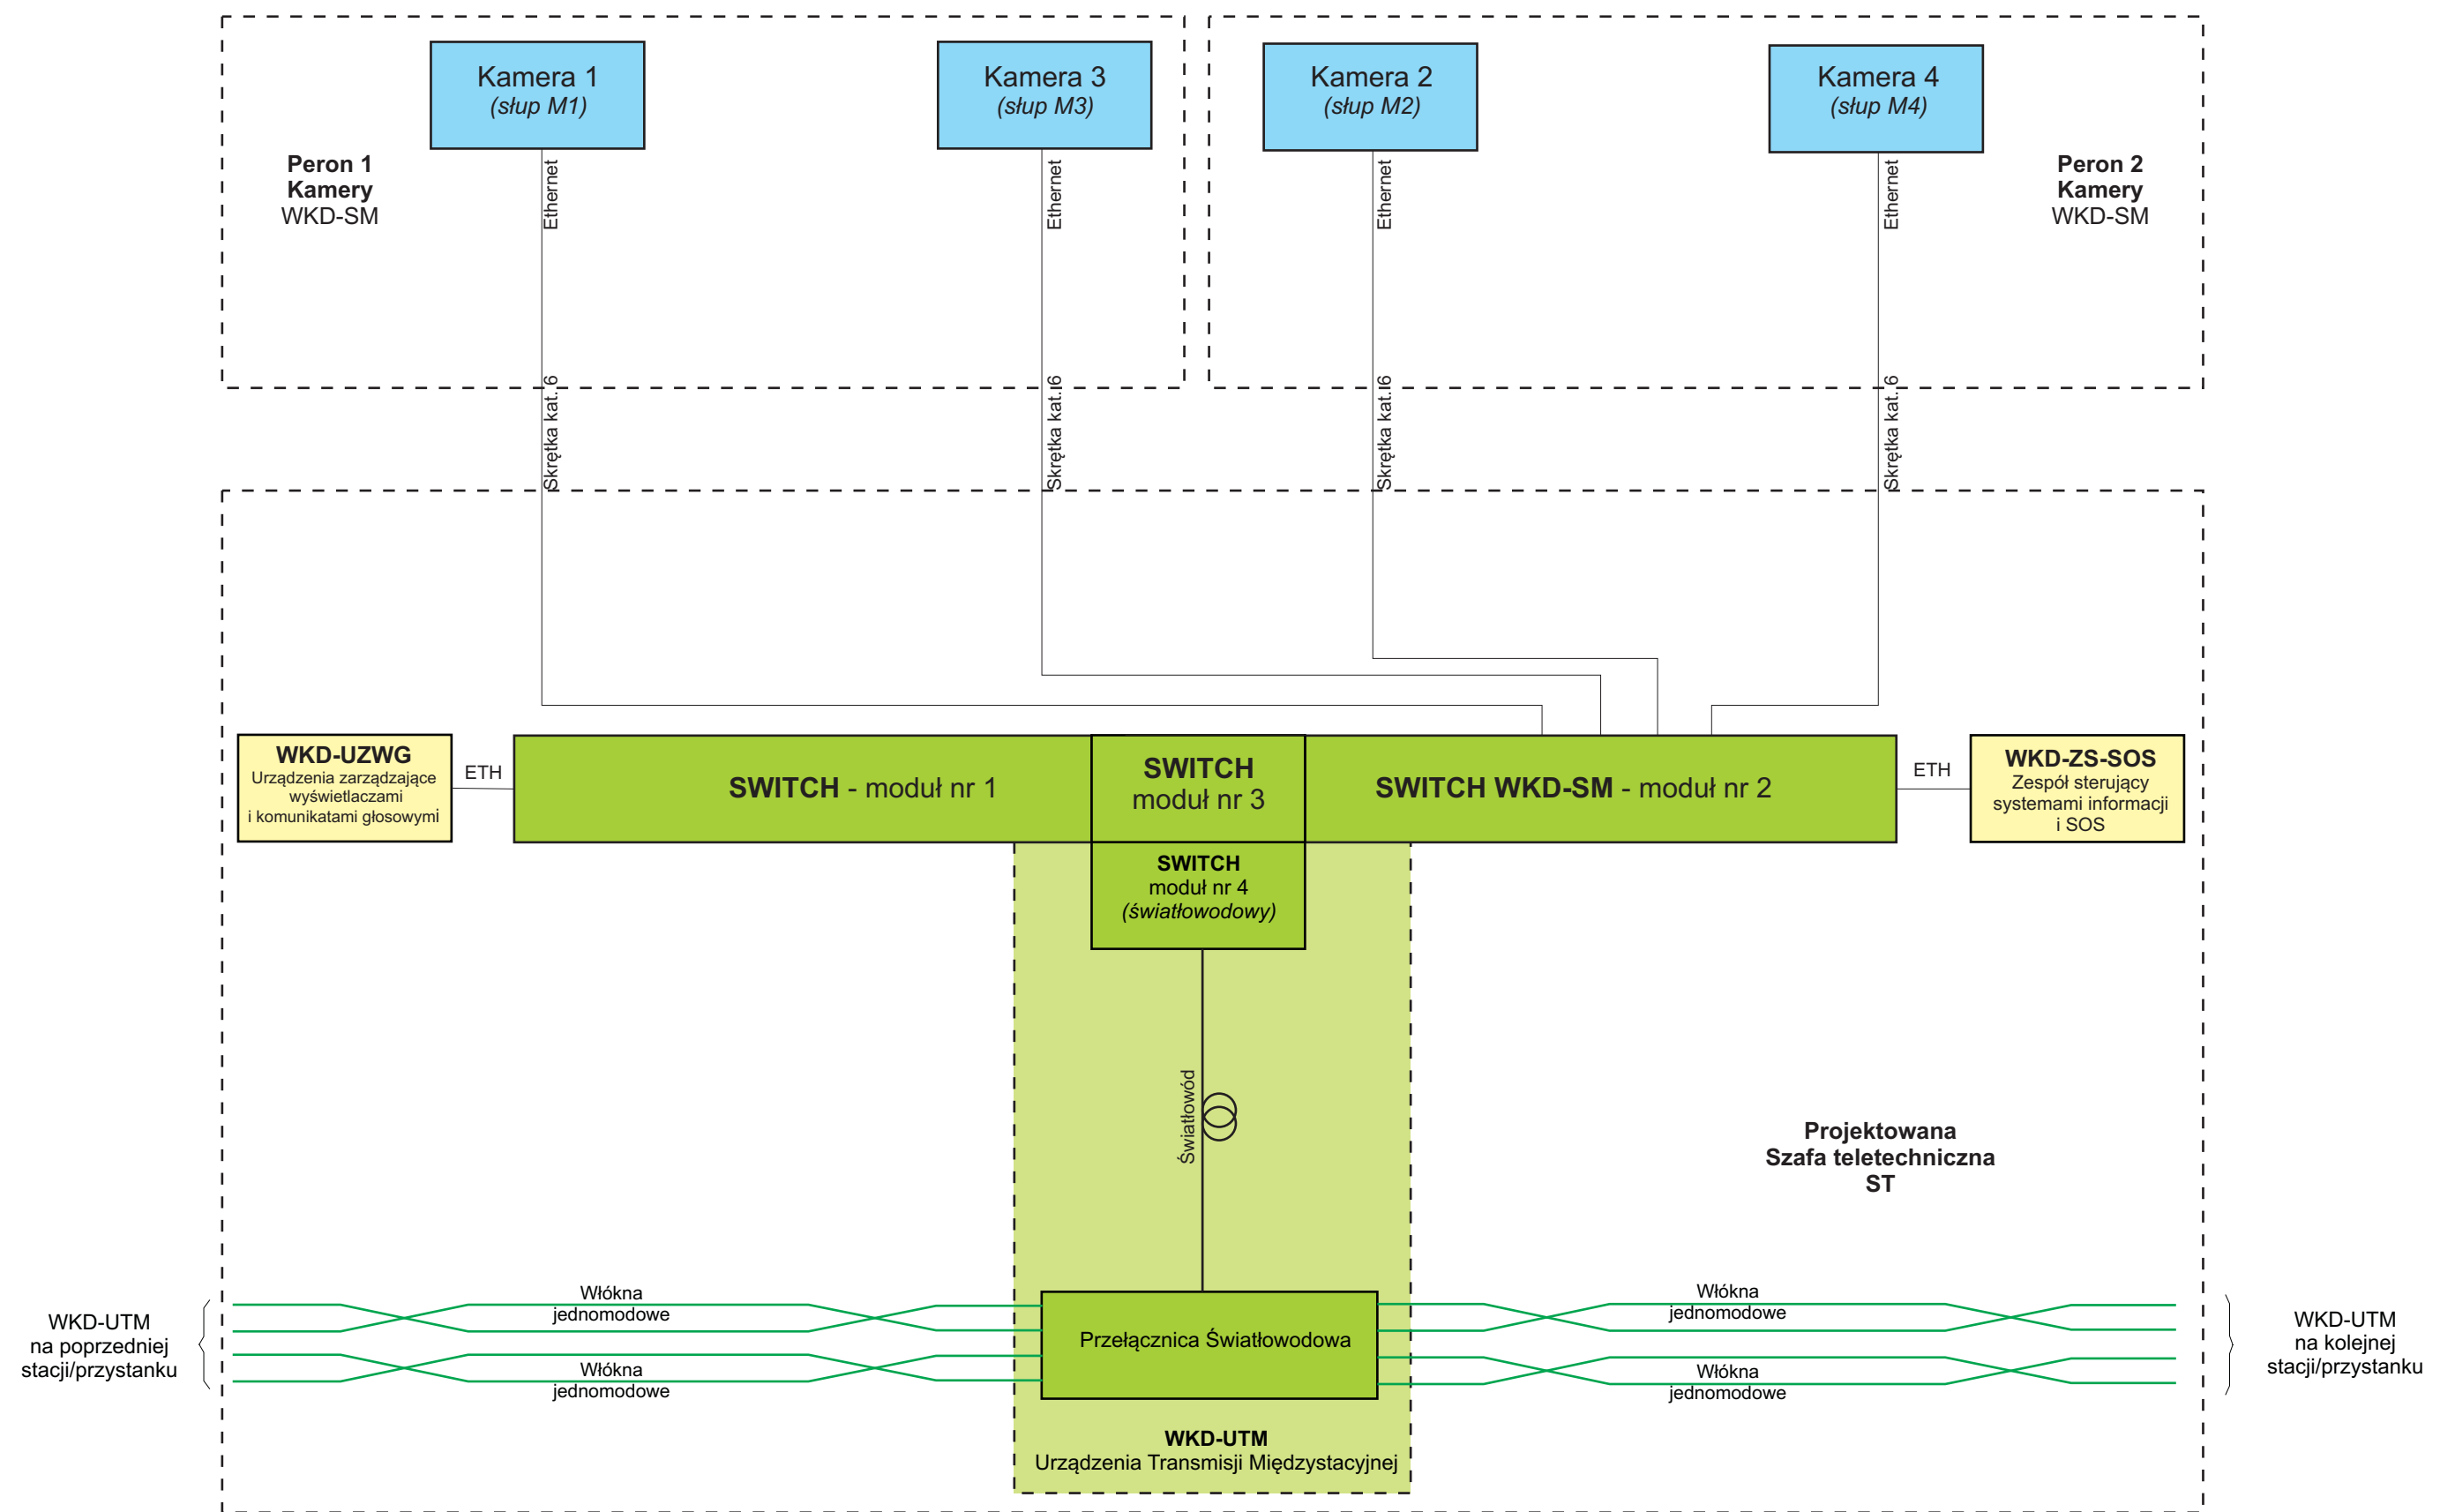 Kamera 1
(słup M1)
Kamera 3
(słup M3)
Kamera 2
(słup M2)
Kamera 4
(słup M4)
Peron 1
Kamery
WKD-SM
Peron 2
Kamery
WKD-SM
Ethernet
Ethernet
Ethernet
Ethernet
Skrętka kat. 6
Skrętka kat. 6
Skrętka kat. 6
Skrętka kat. 6
WKD-UZWG
Urządzenia zarządzające
wyświetlaczami
i komunikatami głosowymi
ETH
SWITCH - moduł nr 1
SWITCH
moduł nr 3
SWITCH WKD-SM - moduł nr 2
ETH
WKD-ZS-SOS
Zespół sterujący
systemami informacji
i SOS
SWITCH
moduł nr 4
(światłowodowy)
Światłowód
Projektowana
Szafa teletechniczna
ST
WKD-UTM
na poprzedniej
stacji/przystanku
Włókna
jednomodowe
Włókna
jednomodowe
Przełącznica Światłowodowa
Włókna
jednomodowe
Włókna
jednomodowe
WKD-UTM
na kolejnej
stacji/przystanku
WKD-UTM
Urządzenia Transmisji Międzystacyjnej